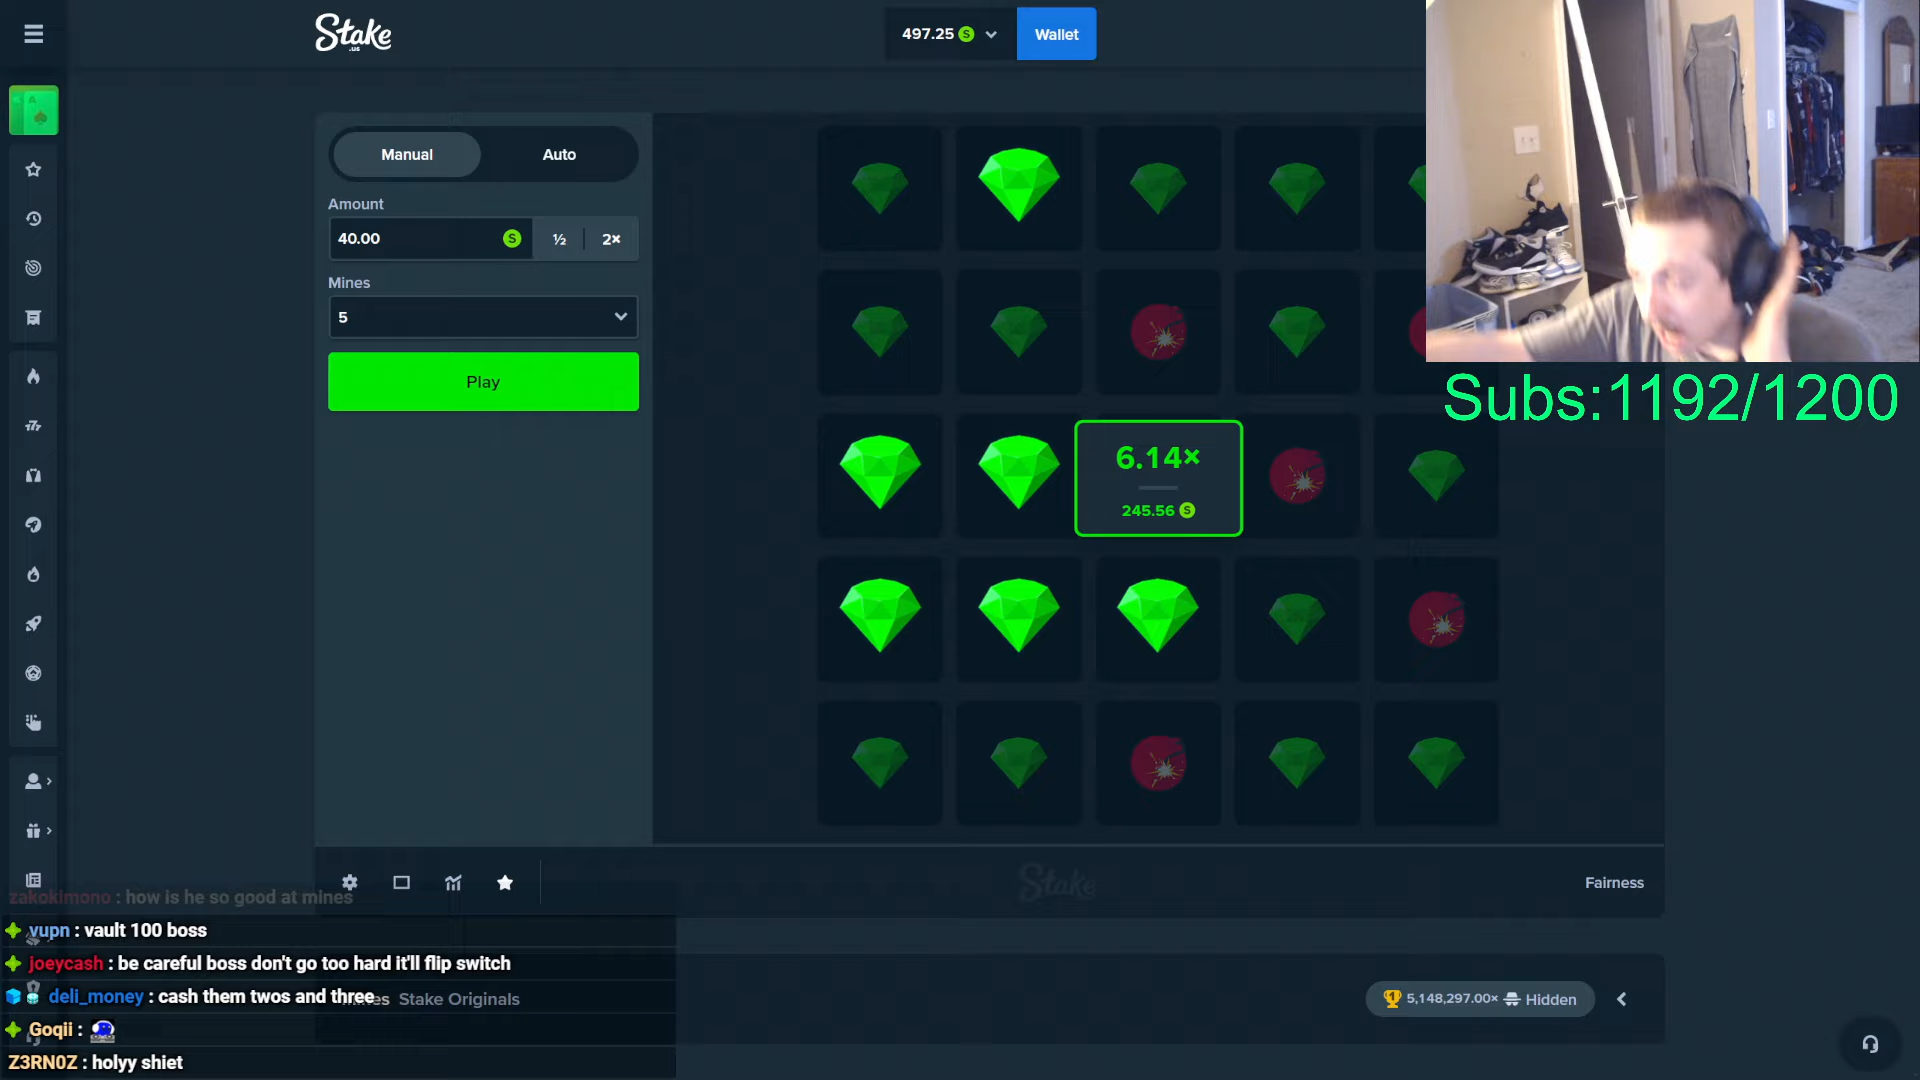 Stake
.us
497.25
Wallet
Manual
Auto
Amount
40.00
½
2×
Mines
5
Play
6.14×
245.56
Subs:1192/1200
Stake
Fairness
zakokimono : how is he so good at mines
vupn : vault 100 boss
joeycash : be careful boss don't go too hard it'll flip switch
deli_money : cash them twos and three
Stake Originals
5,148,297.00×
Hidden
Goqii :
Z3RN0Z : holyy shiet